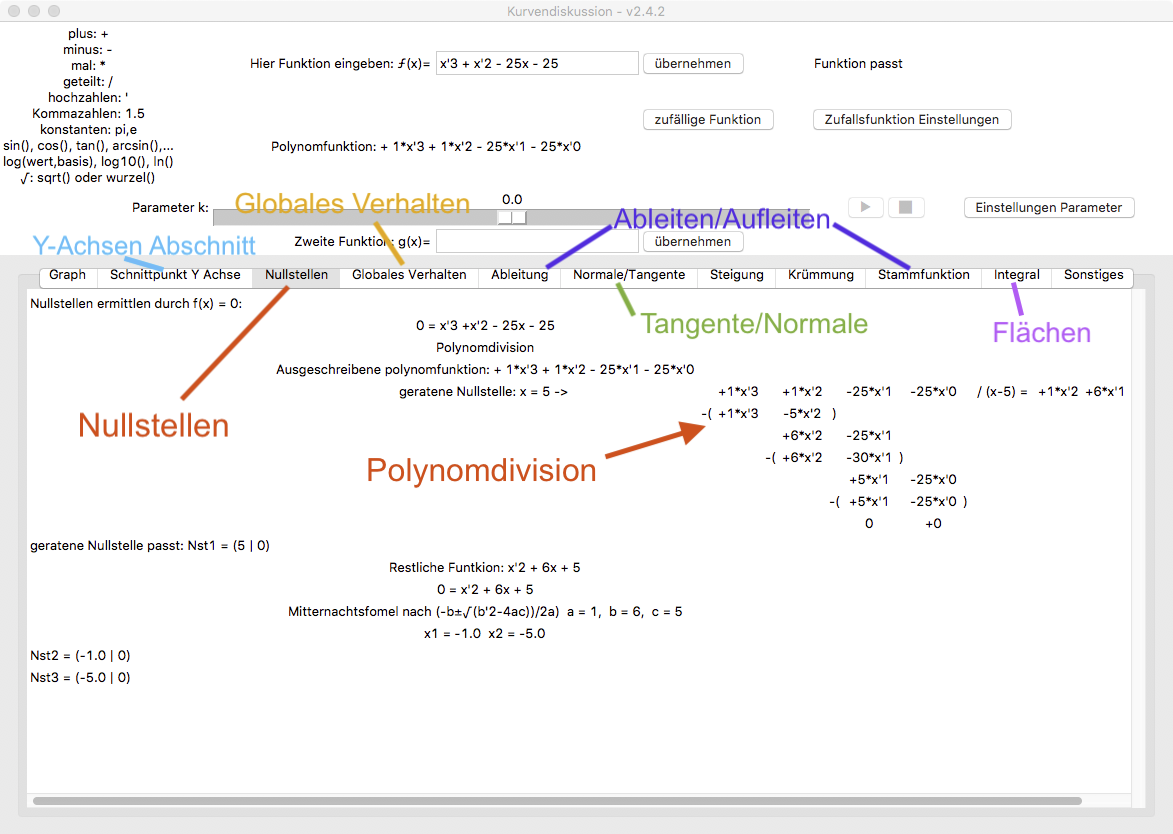 Kurvendiskussion - v2.4.2
plus: +
minus: -
mal: *
geteilt: /
hochzahlen: '
Kommazahlen: 1.5
konstanten: pi,e
sin(), cos(), tan(), arcsin(),...
log(wert,basis), log10(), ln()
√: sqrt() oder wurzel()
Hier Funktion eingeben: ƒ(x)= x'3 + x'2 - 25x - 25 übernehmen Funktion passt
zufällige Funktion Zufallsfunktion Einstellungen
Polynomfunktion: + 1*x'3 + 1*x'2 - 25*x'1 - 25*x'0
Parameter k: 0.0 Einstellungen Parameter
Globales Verhalten
Ableiten/Aufleiten
Zweite Funktion: g(x)= übernehmen
Y-Achsen Abschnitt
Graph Schnittpunkt Y Achse Nullstellen Globales Verhalten Ableitung Normale/Tangente Steigung Krümmung Stammfunktion Integral Sonstiges
Nullstellen ermittlen durch f(x) = 0:
0 = x'3 +x'2 - 25x - 25
Tangente/Normale
Flächen
Polynomdivision
Ausgeschreibene polynomfunktion: + 1*x'3 + 1*x'2 - 25*x'1 - 25*x'0
geratene Nullstelle: x = 5 -> +1*x'3 +1*x'2 -25*x'1 -25*x'0 / (x-5) = +1*x'2 +6*x'1
-( +1*x'3 -5*x'2 )
Nullstellen
+6*x'2 -25*x'1
-( +6*x'2 -30*x'1 )
Polynomdivision
+5*x'1 -25*x'0
-( +5*x'1 -25*x'0 )
0 +0
geratene Nullstelle passt: Nst1 = (5 | 0)
Restliche Funtkion: x'2 + 6x + 5
0 = x'2 + 6x + 5
Mitternachtsfomel nach (-b±√(b'2-4ac))/2a) a = 1, b = 6, c = 5
x1 = -1.0 x2 = -5.0
Nst2 = (-1.0 | 0)
Nst3 = (-5.0 | 0)